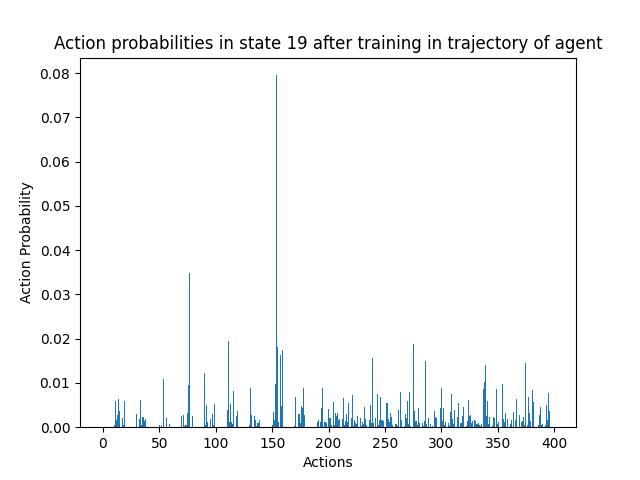 Action probabilities in state 19 after training in trajectory of agent
0.08
0.07
0.06
0.05
0.04
0.03
0.02
0.01
0.00
Action Probability
0 50 100 150 200 250 300 350 400
Actions